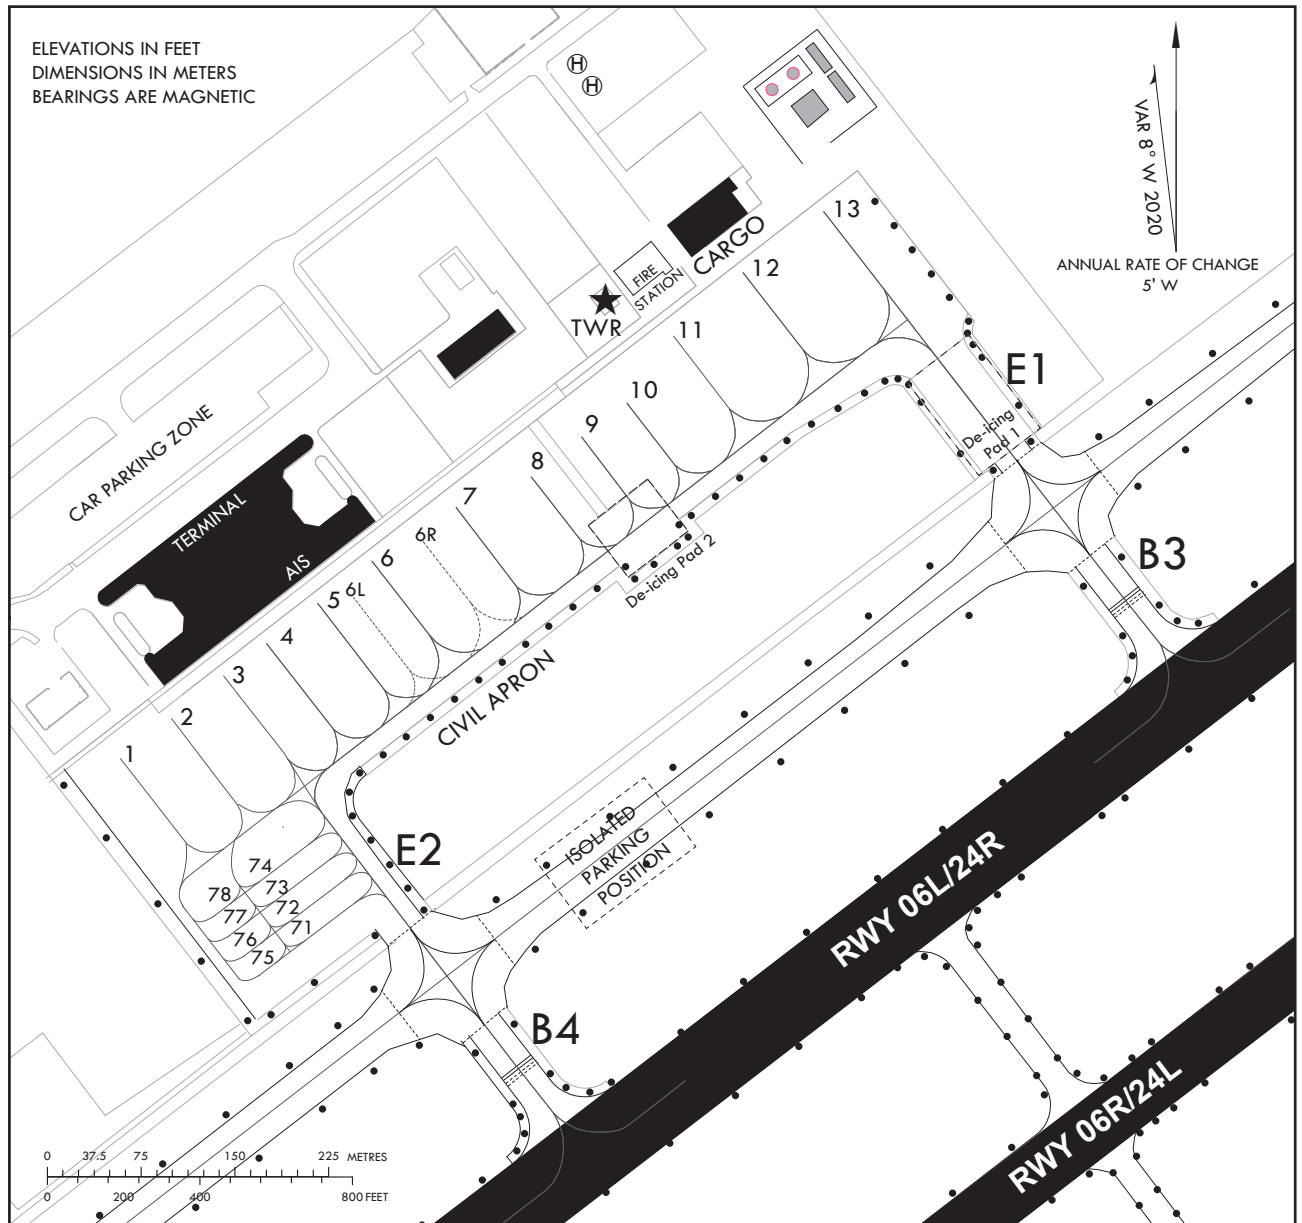 ELEVATIONS IN FEET
DIMENSIONS IN METERS
BEARINGS ARE MAGNETIC
H
H
VAR 8° W 2020
ANNUAL RATE OF CHANGE
5' W
13
CARGO
12
FIRE
STATION
TWR
11
E1
10
9
De-icing
Pad 1
CAR PARKING ZONE
TERMINAL
AIS
8
7
6R
6
5
6L
De-icing Pad 2
B3
4
3
2
1
CIVIL APRON
E2
ISOLATED
PARKING
POSITION
74
78
73
77
72
76
71
75
RWY 06L/24R
B4
RWY 06R/24L
0 37.5 75 150 225 METRES
0 200 400 800 FEET